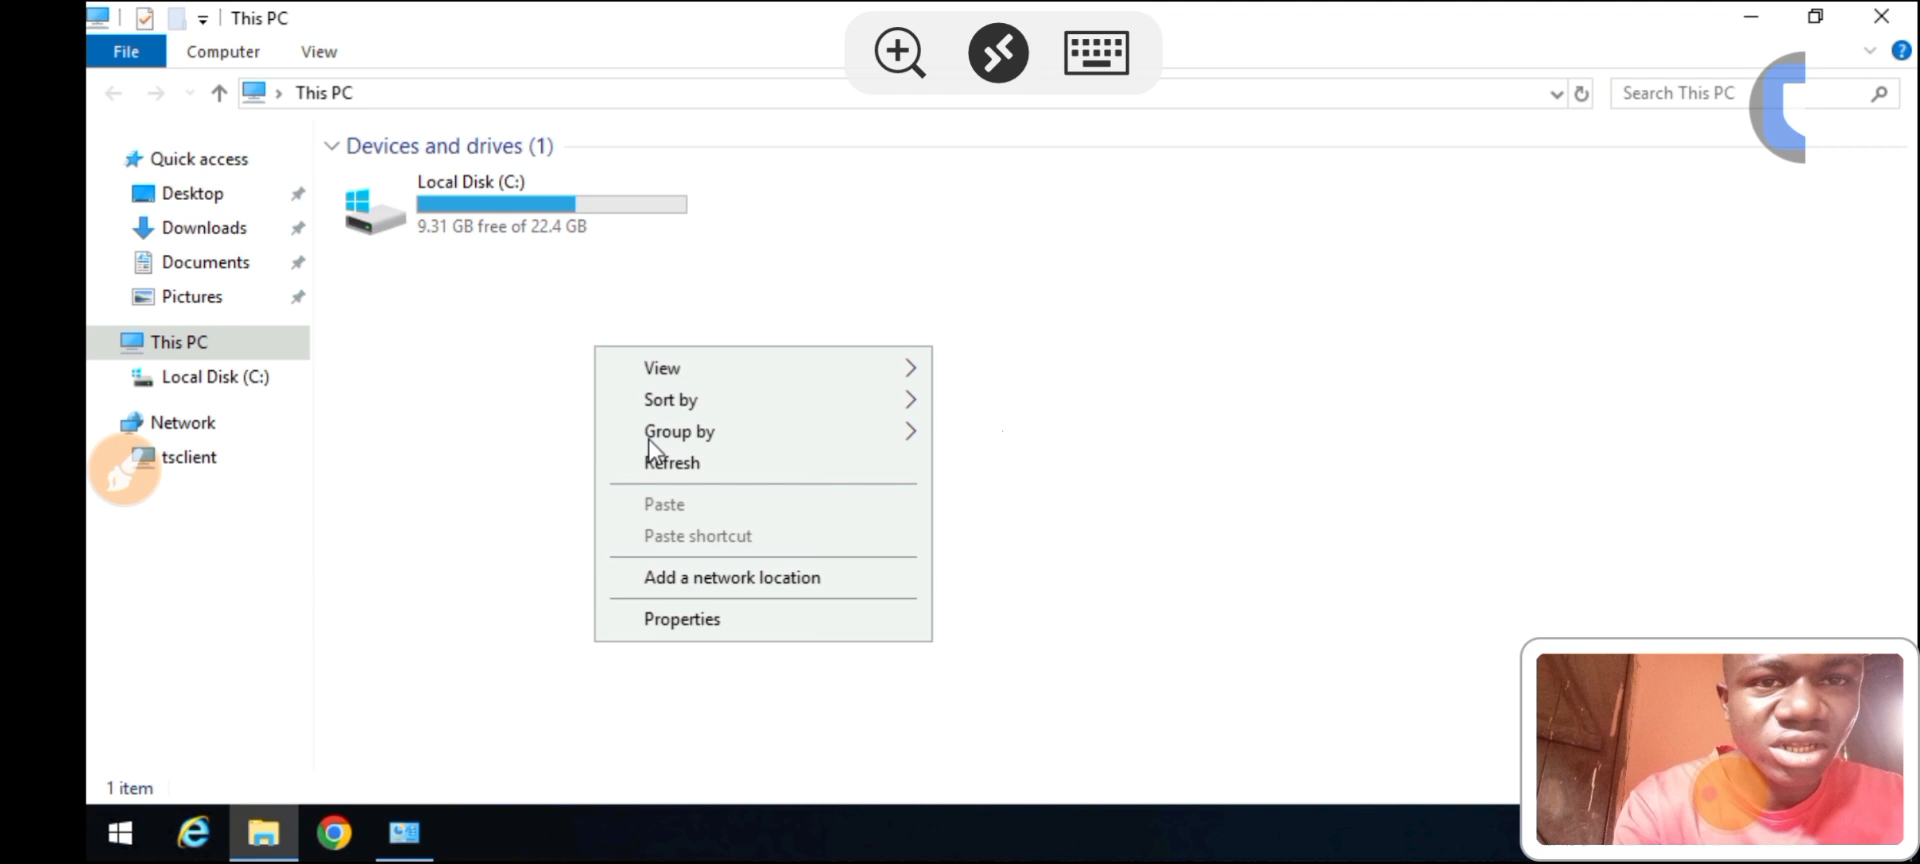 This PC
File Computer View
This PC
Search This PC
Quick access
Desktop
Downloads
Documents
Pictures
This PC
Local Disk (C:)
Network
tsclient
Devices and drives (1)
Local Disk (C:)
9.31 GB free of 22.4 GB
View
Sort by
Group by
Refresh
Paste
Paste shortcut
Add a network location
Properties
1 item